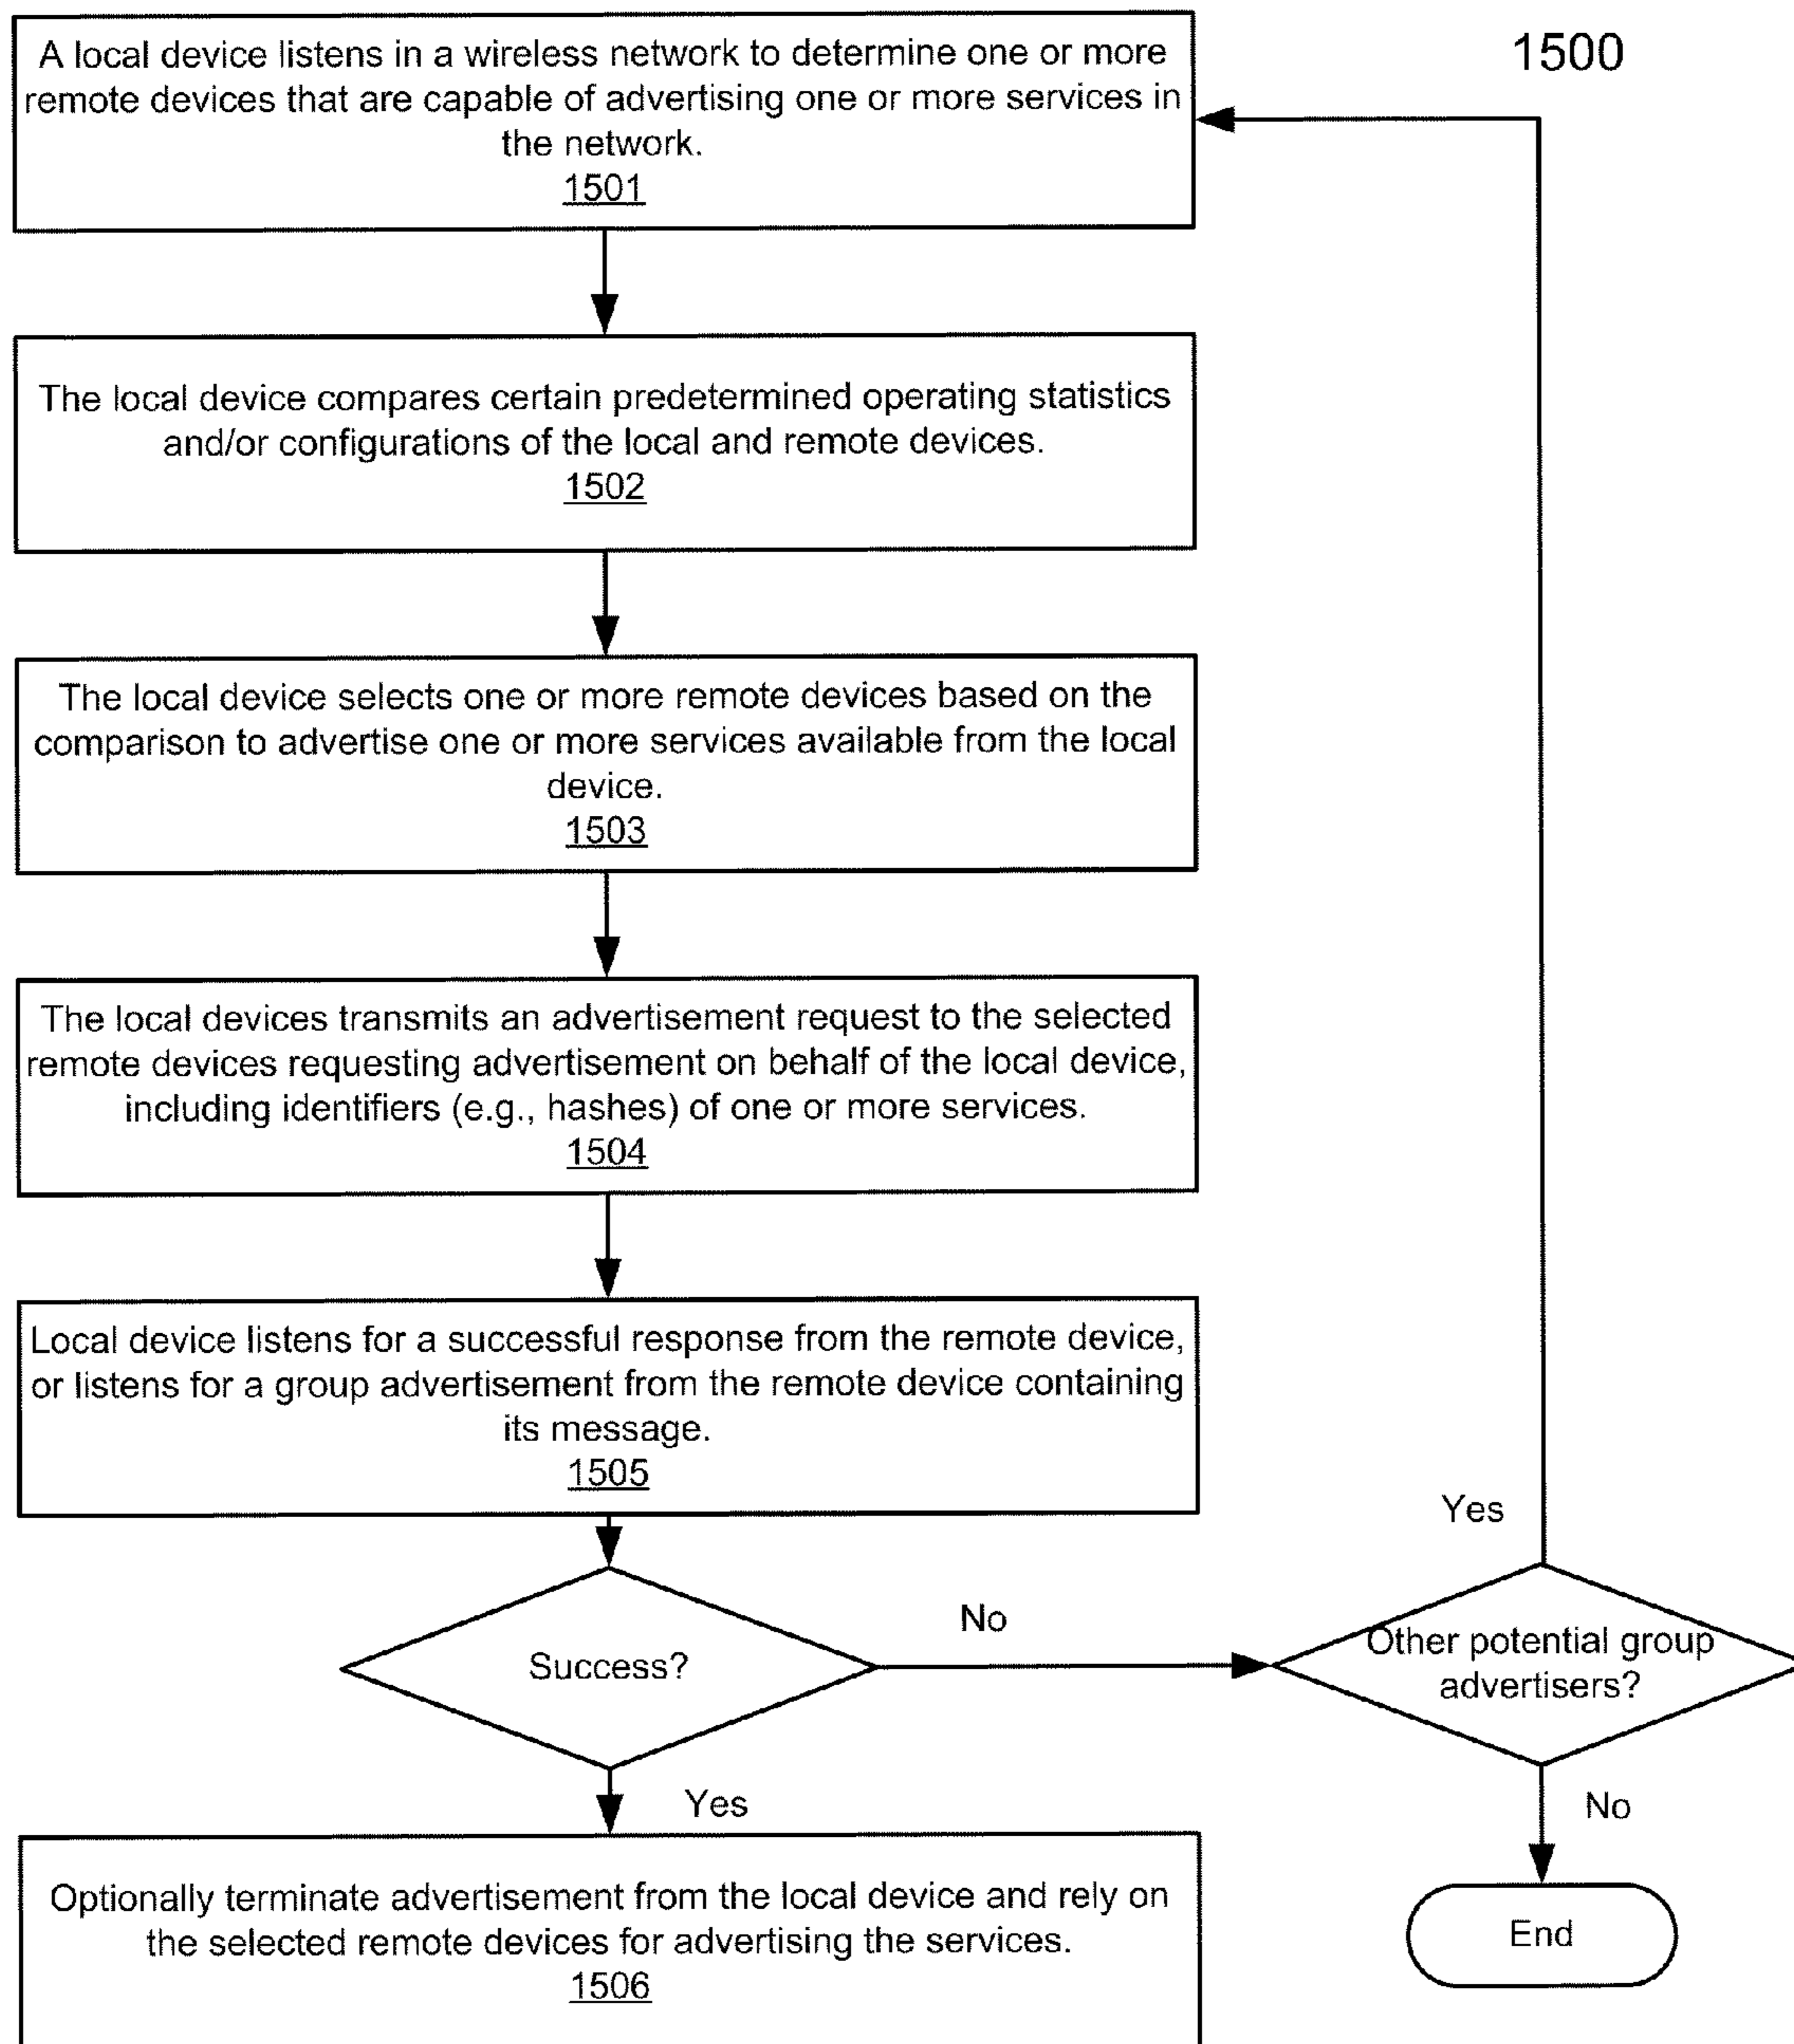 1500
A local device listens in a wireless network to determine one or more
remote devices that are capable of advertising one or more services in
the network.
1501
The local device compares certain predetermined operating statistics
and/or configurations of the local and remote devices.
1502
The local device selects one or more remote devices based on the
comparison to advertise one or more services available from the local
device.
1503
The local devices transmits an advertisement request to the selected
remote devices requesting advertisement on behalf of the local device,
including identifiers (e.g., hashes) of one or more services.
1504
Local device listens for a successful response from the remote device,
or listens for a group advertisement from the remote device containing
its message.
1505
Yes
No
Success?
Other potential group
advertisers?
Yes
No
Optionally terminate advertisement from the local device and rely on
the selected remote devices for advertising the services.
1506
End